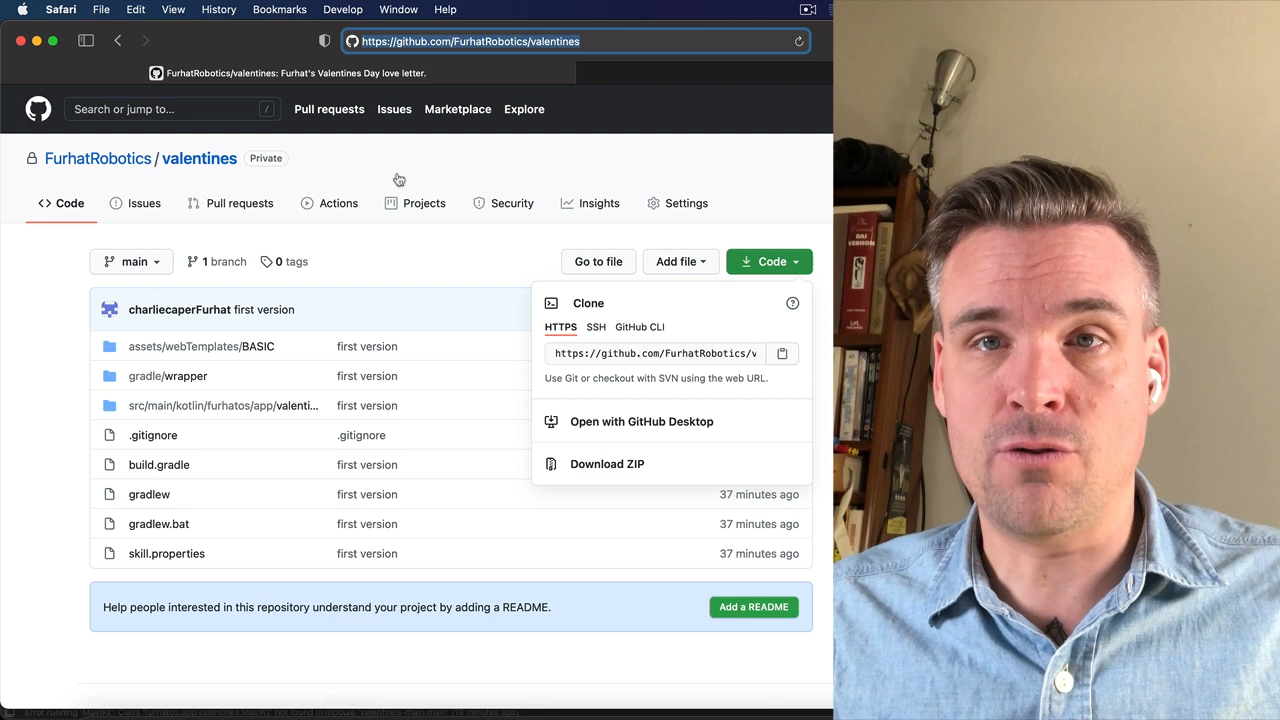 Safari File Edit View History Bookmarks Develop Window Help
https://github.com/FurhatRobotics/valentines
FurhatRobotics/valentines: Furhat's Valentines Day love letter.
Search or jump to... / Pull requests Issues Marketplace Explore
FurhatRobotics / valentines Private
Code Issues Pull requests Actions Projects Security Insights Settings
main 1 branch 0 tags Go to file Add file Code
charliecaperFurhat first version
Clone
HTTPS SSH GitHub CLI
https://github.com/FurhatRobotics/v
Use Git or checkout with SVN using the web URL.
Open with GitHub Desktop
Download ZIP
assets/webTemplates/BASIC first version
gradle/wrapper first version
src/main/kotlin/furhatos/app/valenti... first version
.gitignore .gitignore
build.gradle first version
gradlew first version 37 minutes ago
gradlew.bat first version 37 minutes ago
skill.properties first version 37 minutes ago
Help people interested in this repository understand your project by adding a README. Add a README
DAI
VERNON